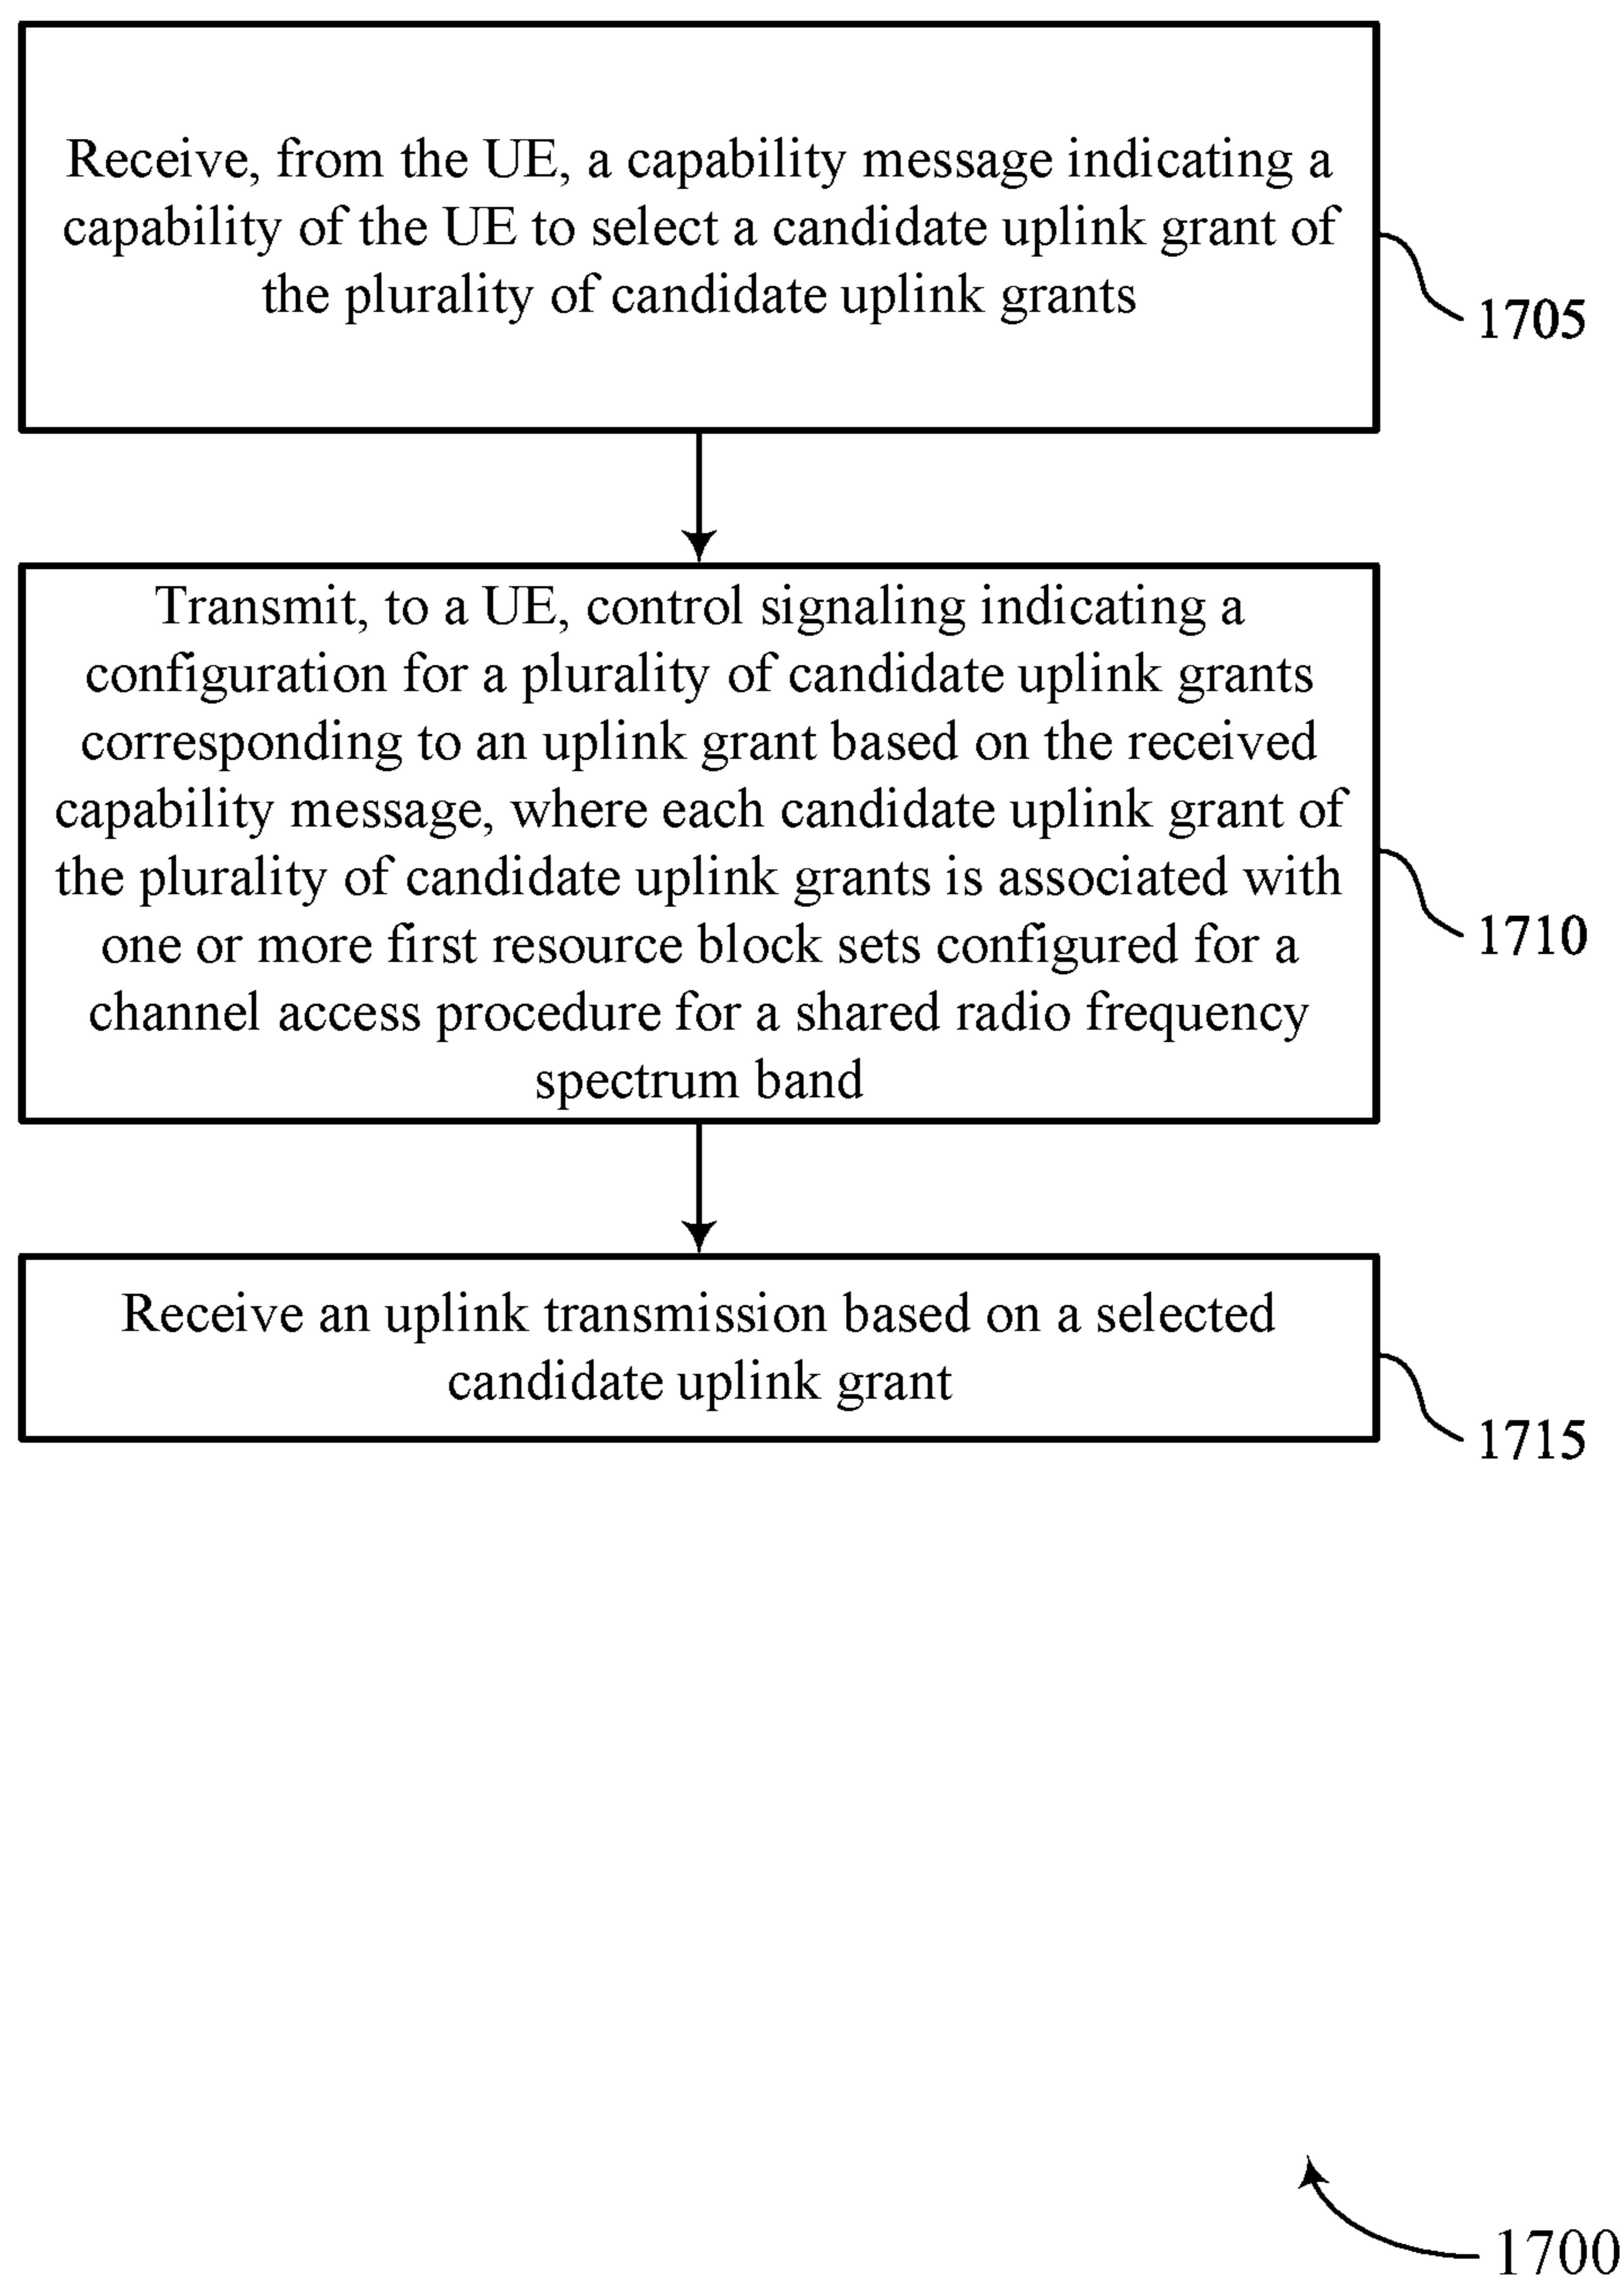 Receive, from the UE, a capability message indicating a
capability of the UE to select a candidate uplink grant of
the plurality of candidate uplink grants
1705
Transmit, to a UE, control signaling indicating a
configuration for a plurality of candidate uplink grants
corresponding to an uplink grant based on the received
capability message, where each candidate uplink grant of
the plurality of candidate uplink grants is associated with
one or more first resource block sets configured for a
channel access procedure for a shared radio frequency
spectrum band
1710
Receive an uplink transmission based on a selected
candidate uplink grant
1715
1700